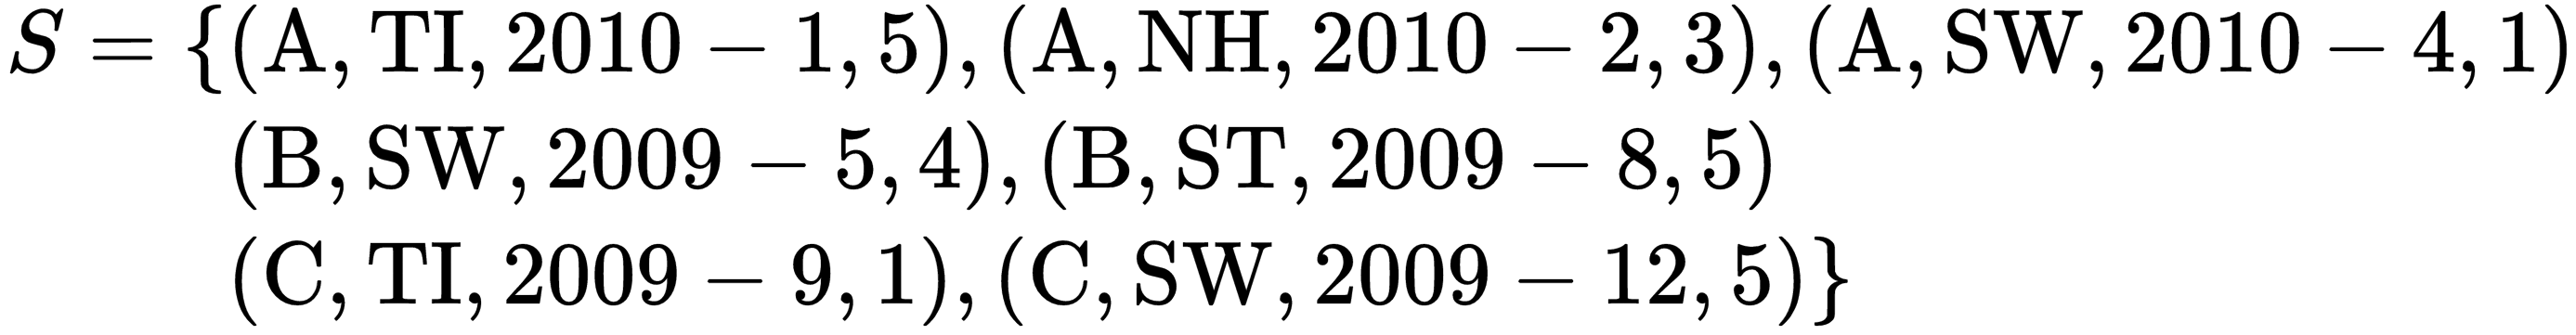 S = {(A, TI, 2010 − 1, 5), (A, NH, 2010 − 2, 3), (A, SW, 2010 − 4, 1)
(B, SW, 2009 − 5, 4), (B, ST, 2009 − 8, 5)
(C, TI, 2009 − 9, 1), (C, SW, 2009 − 12, 5)}